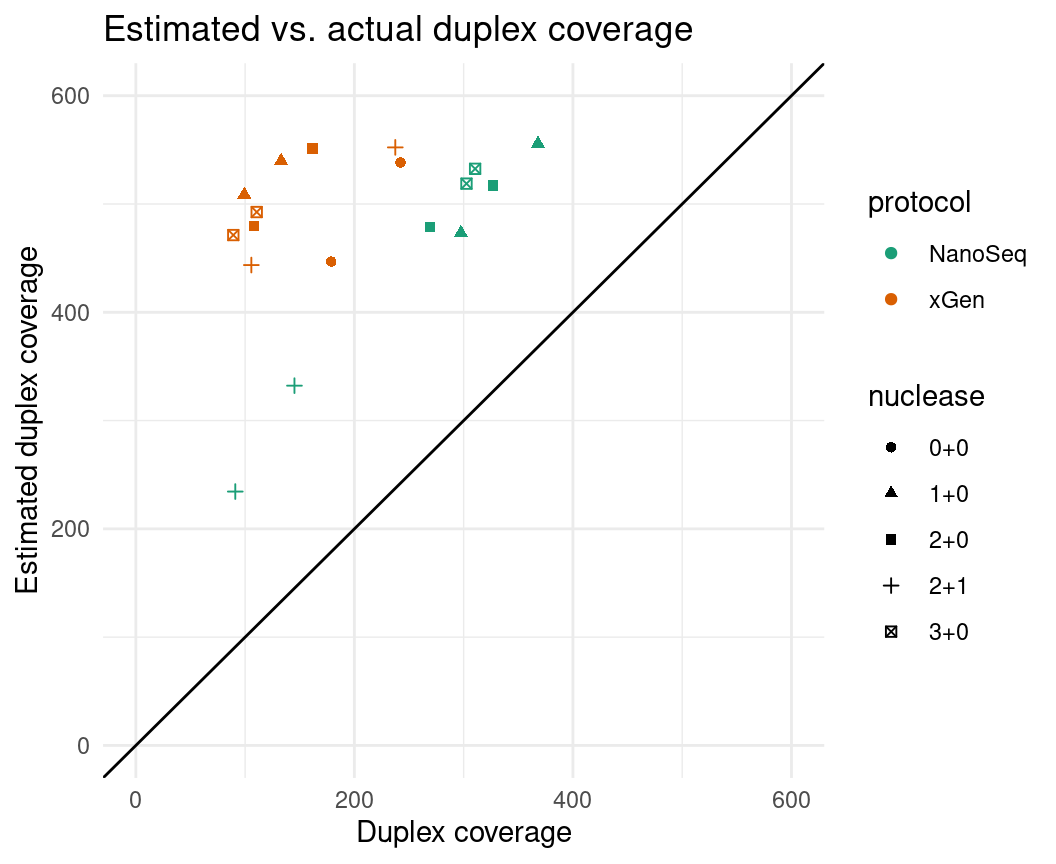 Estimated vs. actual duplex coverage
Estimated duplex coverage
600
400
200
0
0
200
400
600
Duplex coverage
protocol
NanoSeq
xGen
nuclease
0+0
1+0
2+0
2+1
3+0